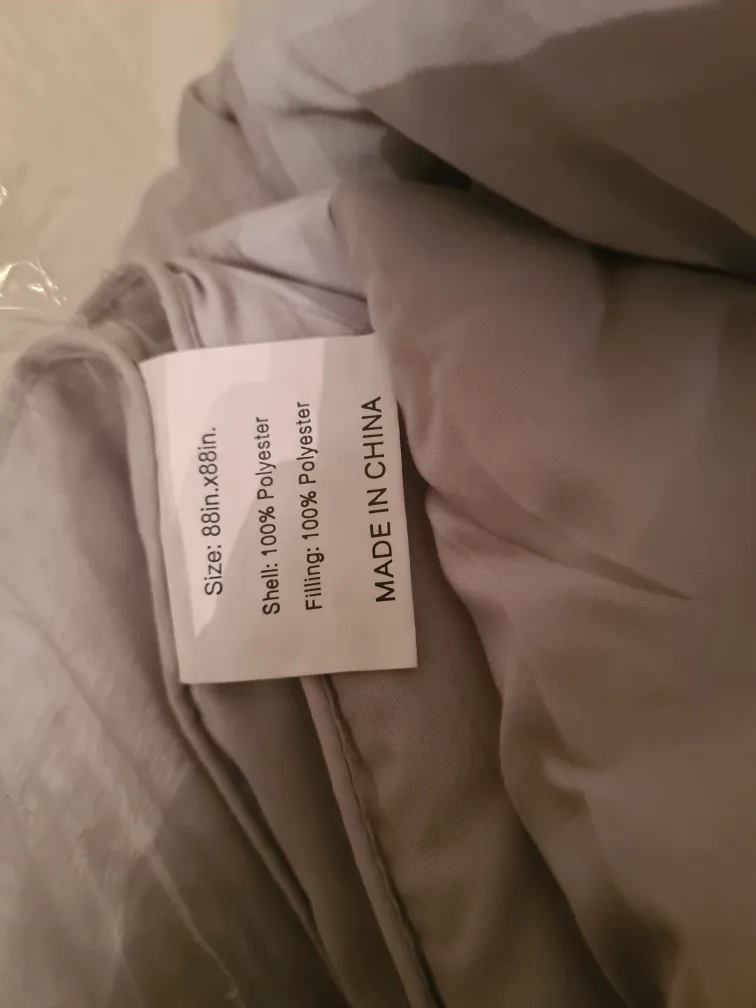 Size: 88in.x88in.
Shell: 100% Polyester
Filling: 100% Polyester
MADE IN CHINA